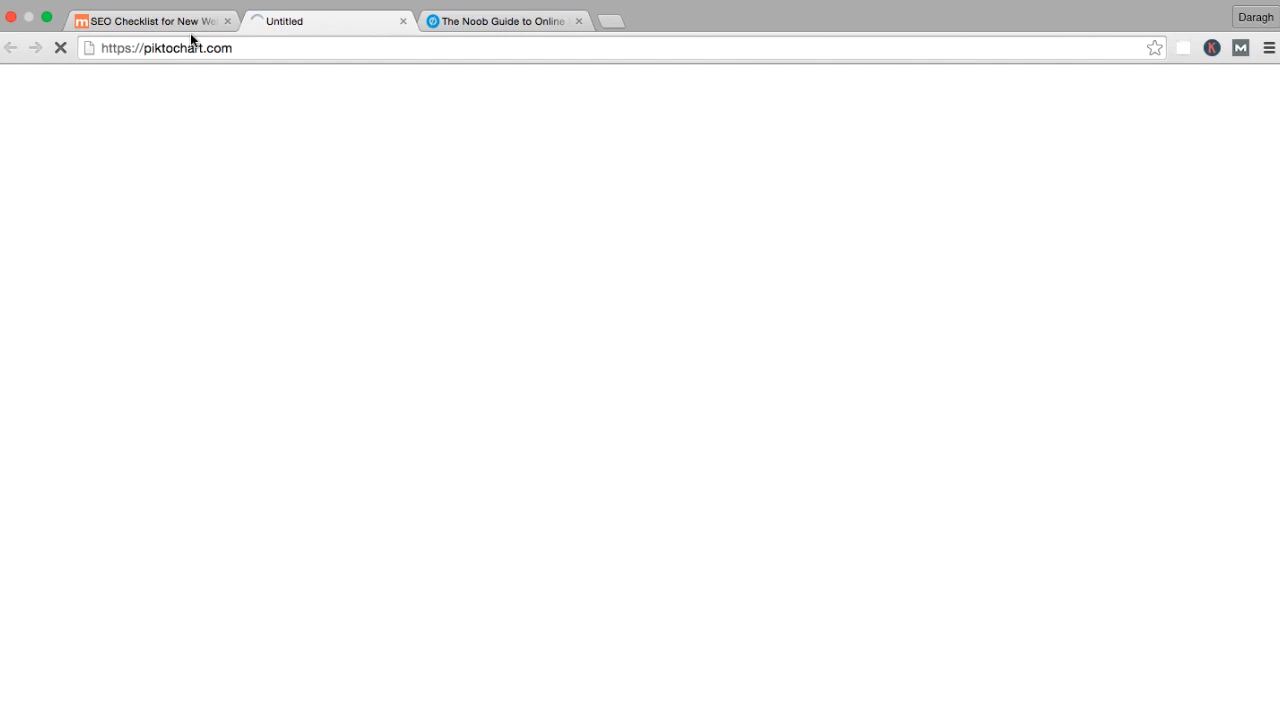 SEO Checklist for New We
Untitled
The Noob Guide to Online
Daragh
https://piktochart.com